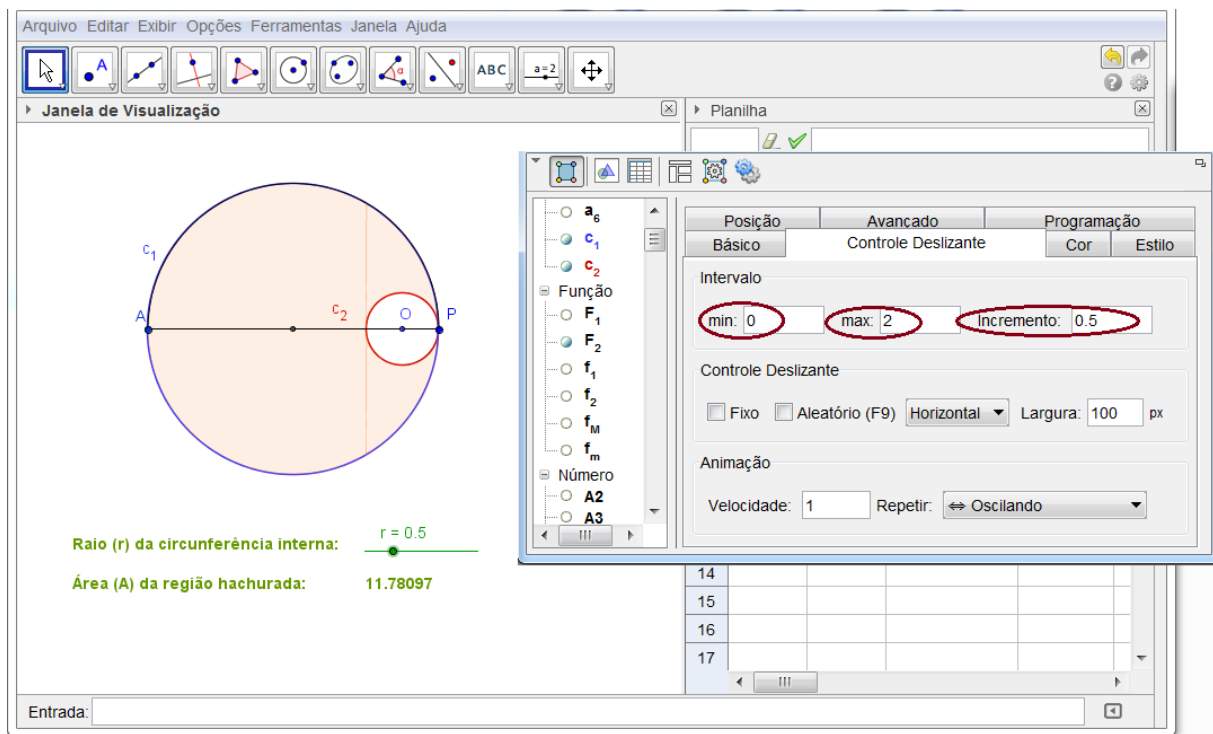 Arquivo Editar Exibir Opções Ferramentas Janela Ajuda
A
ABC
a=2
Janela de Visualização
Planilha
c1
c2
A
O
P
Raio (r) da circunferência interna:
r = 0.5
Área (A) da região hachurada:
11.78097
a6
c1
c2
Função
F1
F2
f1
f2
fM
fm
Número
A2
A3
Posição Avançado Programação
Básico Controle Deslizante Cor Estilo
Intervalo
min: 0 max: 2 Incremento: 0.5
Controle Deslizante
Fixo Aleatório (F9) Horizontal Largura: 100 px
Animação
Velocidade: 1 Repetir: ⇔ Oscilando
14
15
16
17
Entrada: